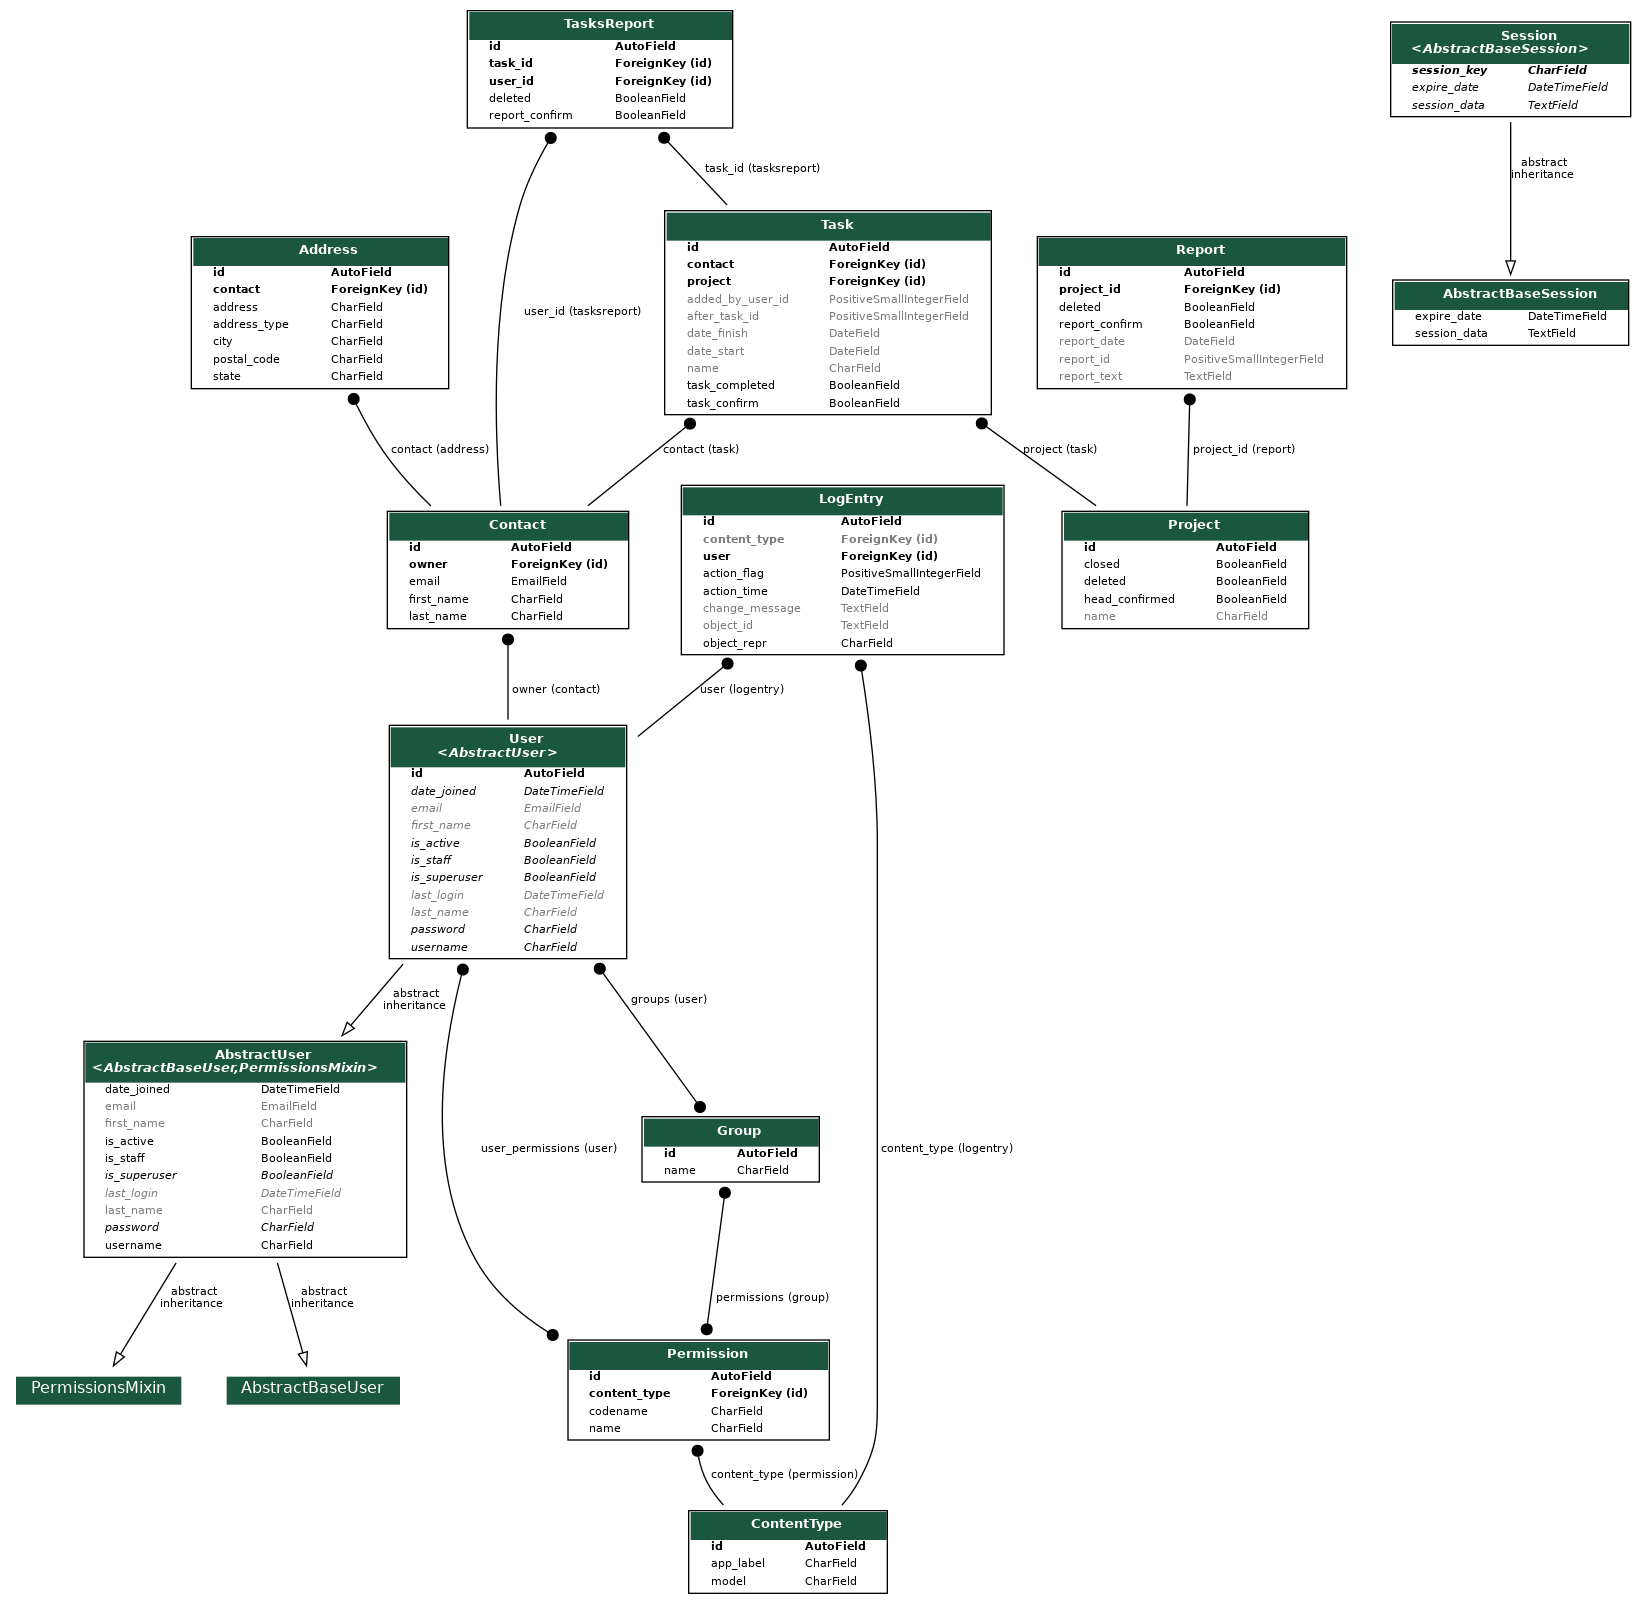 TasksReport
id AutoField
task_id ForeignKey (id)
user_id ForeignKey (id)
deleted BooleanField
report_confirm BooleanField
Session
<AbstractBaseSession>
session_key CharField
expire_date DateTimeField
session_data TextField
task_id (tasksreport)
abstract
inheritance
user_id (tasksreport)
Address
id AutoField
contact ForeignKey (id)
address CharField
address_type CharField
city CharField
postal_code CharField
state CharField
Task
id AutoField
contact ForeignKey (id)
project ForeignKey (id)
added_by_user_id PositiveSmallIntegerField
after_task_id PositiveSmallIntegerField
date_finish DateField
date_start DateField
name CharField
task_completed BooleanField
task_confirm BooleanField
Report
id AutoField
project_id ForeignKey (id)
deleted BooleanField
report_confirm BooleanField
report_date DateField
report_id PositiveSmallIntegerField
report_text TextField
AbstractBaseSession
expire_date DateTimeField
session_data TextField
contact (address)
contact (task)
project (task)
project_id (report)
Contact
id AutoField
owner ForeignKey (id)
email EmailField
first_name CharField
last_name CharField
LogEntry
id AutoField
content_type ForeignKey (id)
user ForeignKey (id)
action_flag PositiveSmallIntegerField
action_time DateTimeField
change_message TextField
object_id TextField
object_repr CharField
Project
id AutoField
closed BooleanField
deleted BooleanField
head_confirmed BooleanField
name CharField
owner (contact)
user (logentry)
User
<AbstractUser>
id AutoField
date_joined DateTimeField
email EmailField
first_name CharField
is_active BooleanField
is_staff BooleanField
is_superuser BooleanField
last_login DateTimeField
last_name CharField
password CharField
username CharField
abstract
inheritance
groups (user)
AbstractUser
<AbstractBaseUser,PermissionsMixin>
date_joined DateTimeField
email EmailField
first_name CharField
is_active BooleanField
is_staff BooleanField
is_superuser BooleanField
last_login DateTimeField
last_name CharField
password CharField
username CharField
user_permissions (user)
Group
id AutoField
name CharField
content_type (logentry)
abstract
inheritance
abstract
inheritance
permissions (group)
PermissionsMixin
AbstractBaseUser
Permission
id AutoField
content_type ForeignKey (id)
codename CharField
name CharField
content_type (permission)
ContentType
id AutoField
app_label CharField
model CharField